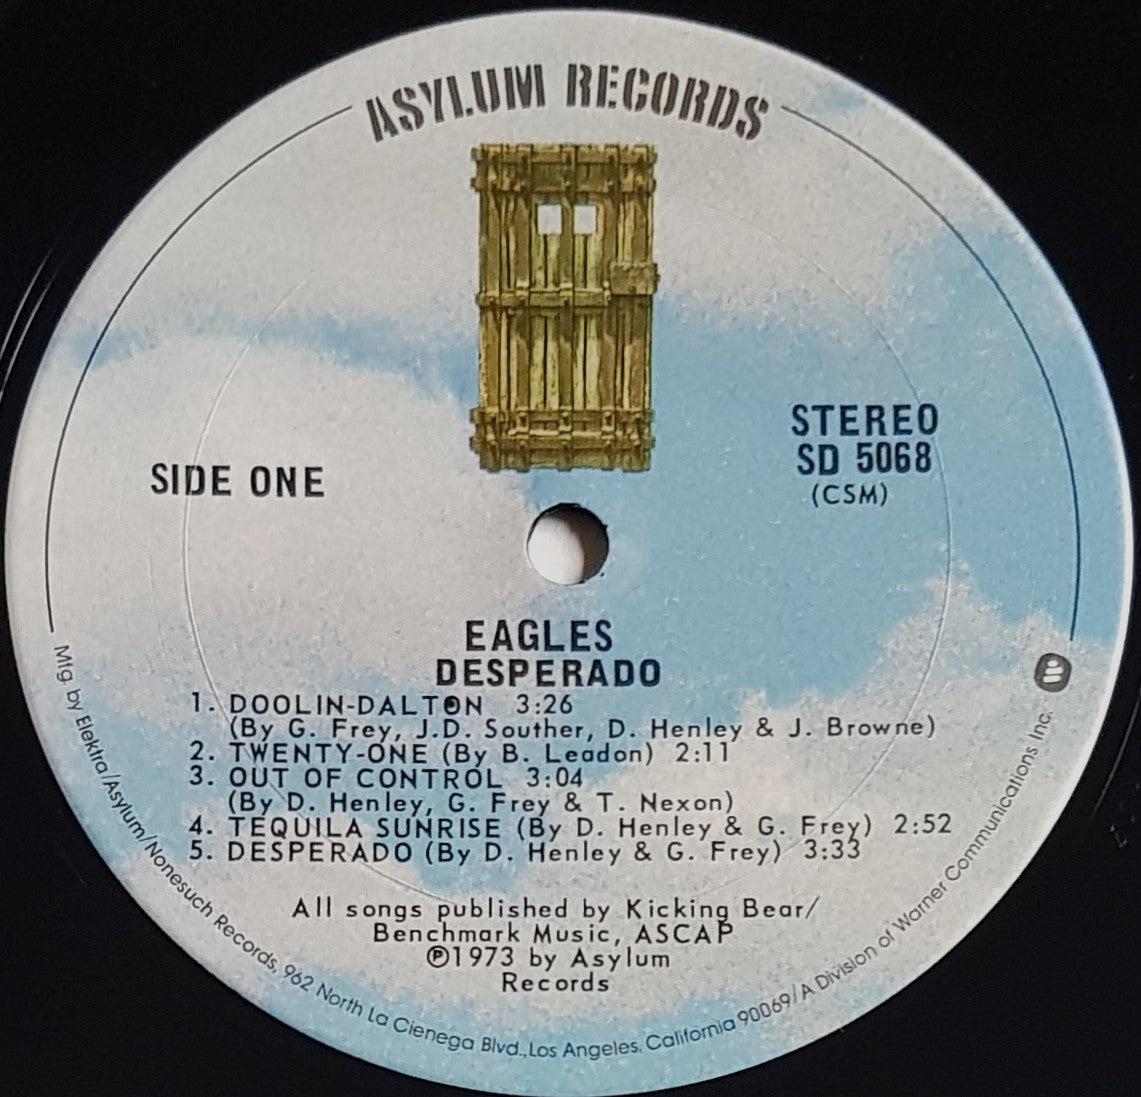 ASYLUM RECORDS
SIDE ONE
STEREO
SD 5068
(CSM)
EAGLES
DESPERADO
1. DOOLIN-DALTON 3:26
(By G. Frey, J.D. Souther, D. Henley & J. Browne)
2. TWENTY-ONE (By B. Leadon) 2:11
3. OUT OF CONTROL 3:04
(By D. Henley, G. Frey & T. Nexon)
4. TEQUILA SUNRISE (By D. Henley & G. Frey) 2:52
5. DESPERADO (By D. Henley & G. Frey) 3:33
All songs published by Kicking Bear/
Benchmark Music, ASCAP
℗1973 by Asylum
Records
Mfg. by Elektra/Asylum/Nonesuch Records, 962 North La Cienega Blvd., Los Angeles, California 90069/A Division of Warner Communications Inc.